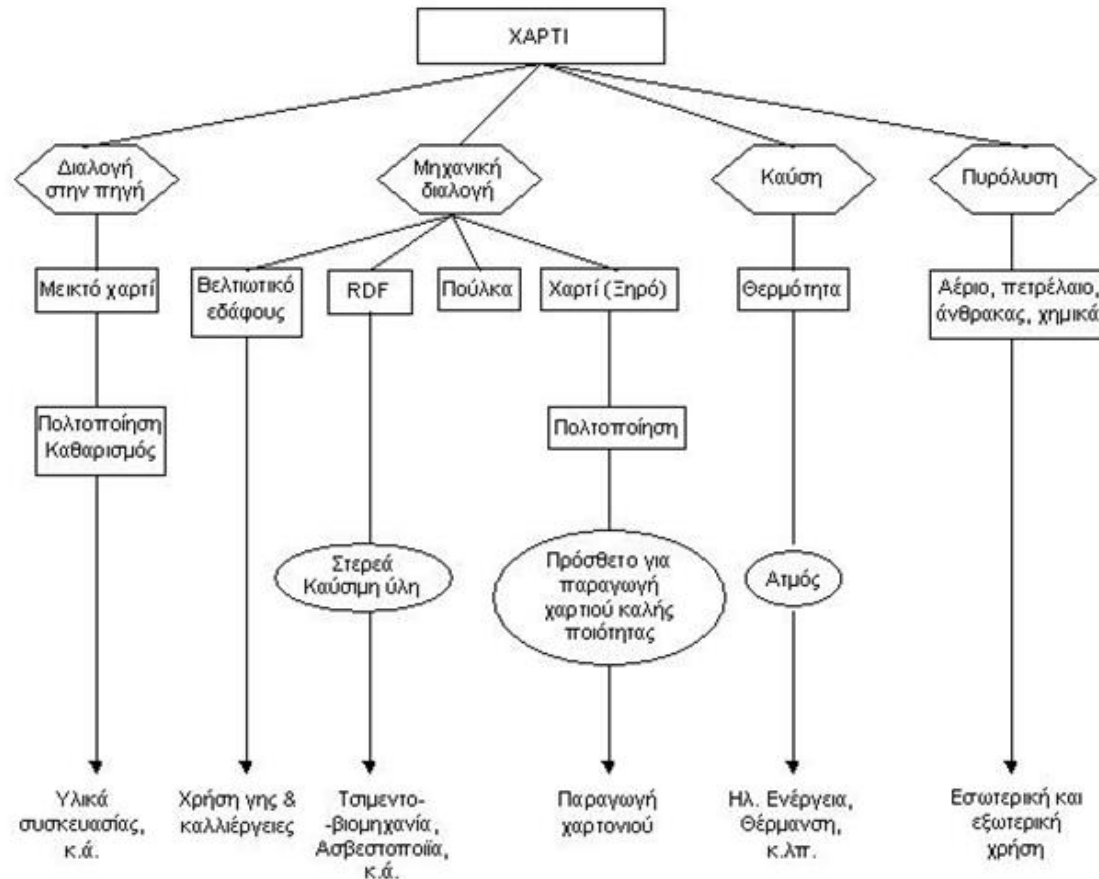 ΧΑΡΤΙ
Διαλογή
στην πηγή
Μηχανική
διαλογή
Καύση
Πυρόλυση
Μεικτό χαρτί
Βελτιωτικό
εδάφους
RDF
Πούλκα
Χαρτί (Ξηρό)
Θερμότητα
Αέριο, πετρέλαιο,
άνθρακας, χημικά
Πολτοποίηση
Καθαρισμός
Πολτοποίηση
Στερεά
Καύσιμη ύλη
Πρόσθετο για
παραγωγή
χαρτιού καλής
ποιότητας
Ατμός
Υλικά
συσκευασίας,
κ.ά.
Χρήση γης &
καλλιέργειες
Τσιμεντο-
-βιομηχανία,
Ασβεστοποιϊα,
κ.ά.
Παραγωγή
χαρτονιού
Ηλ. Ενέργεια,
Θέρμανση,
κ.λπ.
Εσωτερική και
εξωτερική
χρήση